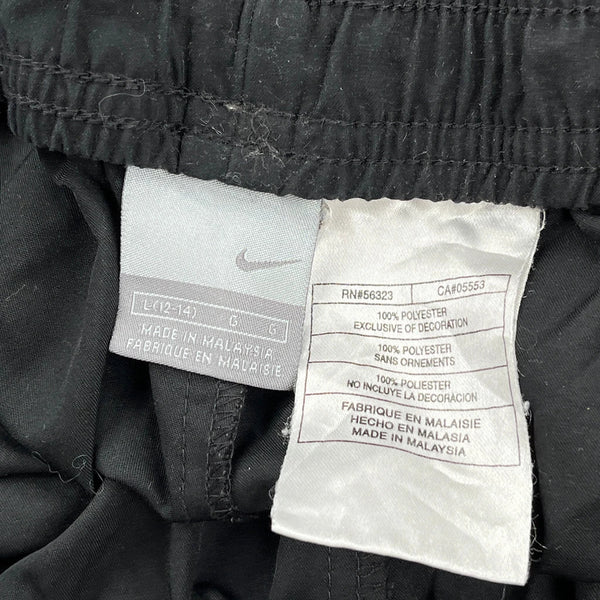 L(12-14) G G
MADE IN MALAYSIA
FABRIQUE EN MALAISIE
RN#56323 CA#05553
100% POLYESTER
EXCLUSIVE OF DECORATION
100% POLYESTER
SANS ORNEMENTS
100% POLIESTER
NO INCLUYE LA DECORACIÓN
FABRIQUE EN MALAISIE
HECHO EN MALASIA
MADE IN MALAYSIA